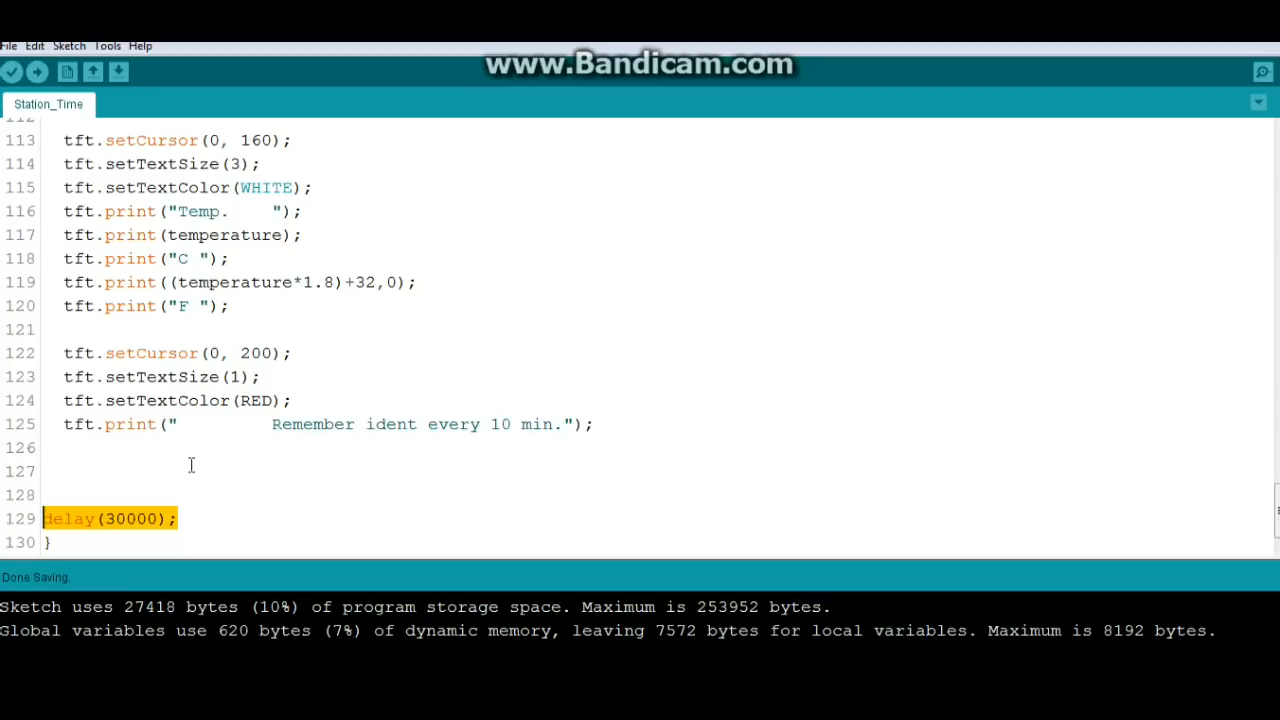 File Edit Sketch Tools Help
www.Bandicam.com
Station_Time
112
113 tft.setCursor(0, 160);
114 tft.setTextSize(3);
115 tft.setTextColor(WHITE);
116 tft.print("Temp.    ");
117 tft.print(temperature);
118 tft.print("C ");
119 tft.print((temperature*1.8)+32,0);
120 tft.print("F ");
121
122 tft.setCursor(0, 200);
123 tft.setTextSize(1);
124 tft.setTextColor(RED);
125 tft.print("         Remember ident every 10 min.");
126
127
128
129 delay(30000);
130 }
Done Saving.
Sketch uses 27418 bytes (10%) of program storage space. Maximum is 253952 bytes.
Global variables use 620 bytes (7%) of dynamic memory, leaving 7572 bytes for local variables. Maximum is 8192 bytes.